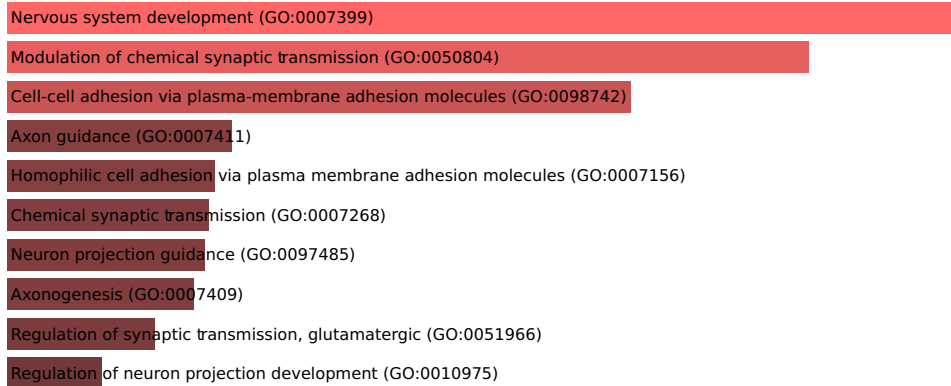 Nervous system development (GO:0007399)
Modulation of chemical synaptic transmission (GO:0050804)
Cell-cell adhesion via plasma-membrane adhesion molecules (GO:0098742)
Axon guidance (GO:0007411)
Homophilic cell adhesion via plasma membrane adhesion molecules (GO:0007156)
Chemical synaptic transmission (GO:0007268)
Neuron projection guidance (GO:0097485)
Axonogenesis (GO:0007409)
Regulation of synaptic transmission, glutamatergic (GO:0051966)
Regulation of neuron projection development (GO:0010975)